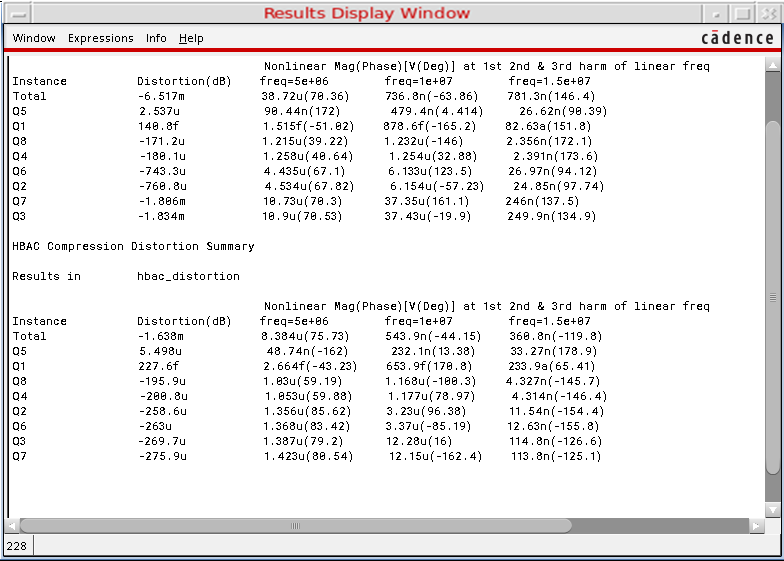 Results Display Window
Window Expressions Info Help cādence
Nonlinear Mag(Phase)[V(Deg)] at 1st 2nd & 3rd harm of linear freq
Instance Distortion(dB) freq=5e+06 freq=1e+07 freq=1.5e+07
Total -6.517m 38.72u(70.36) 736.8n(-63.86) 781.3n(146.4)
Q5 2.537u 90.44n(172) 479.4n(4.414) 26.62n(90.39)
Q1 140.8f 1.515f(-51.02) 878.6f(-165.2) 82.63a(151.8)
Q8 -171.2u 1.215u(39.22) 1.232u(-146) 2.356n(172.1)
Q4 -180.1u 1.258u(40.64) 1.254u(32.88) 2.391n(173.6)
Q6 -743.3u 4.435u(67.1) 6.133u(123.5) 26.97n(94.12)
Q2 -760.8u 4.534u(67.82) 6.154u(-57.23) 24.85n(97.74)
Q7 -1.806m 10.73u(70.3) 37.35u(161.1) 246n(137.5)
Q3 -1.834m 10.9u(70.53) 37.43u(-19.9) 249.9n(134.9)
HBAC Compression Distortion Summary
Results in hbac_distortion
Nonlinear Mag(Phase)[V(Deg)] at 1st 2nd & 3rd harm of linear freq
Instance Distortion(dB) freq=5e+06 freq=1e+07 freq=1.5e+07
Total -1.638m 8.384u(75.73) 543.9n(-44.15) 360.8n(-119.8)
Q5 5.498u 48.74n(-162) 232.1n(13.38) 33.27n(178.9)
Q1 227.6f 2.664f(-43.23) 653.9f(170.8) 233.9a(65.41)
Q8 -195.9u 1.03u(59.19) 1.168u(-100.3) 4.327n(-145.7)
Q4 -200.8u 1.053u(59.88) 1.177u(78.97) 4.314n(-146.4)
Q2 -258.6u 1.356u(85.62) 3.23u(96.38) 11.54n(-154.4)
Q6 -263u 1.368u(83.42) 3.37u(-85.19) 12.63n(-155.8)
Q3 -269.7u 1.387u(79.2) 12.28u(16) 114.8n(-126.6)
Q7 -275.9u 1.423u(80.54) 12.15u(-162.4) 113.8n(-125.1)
228